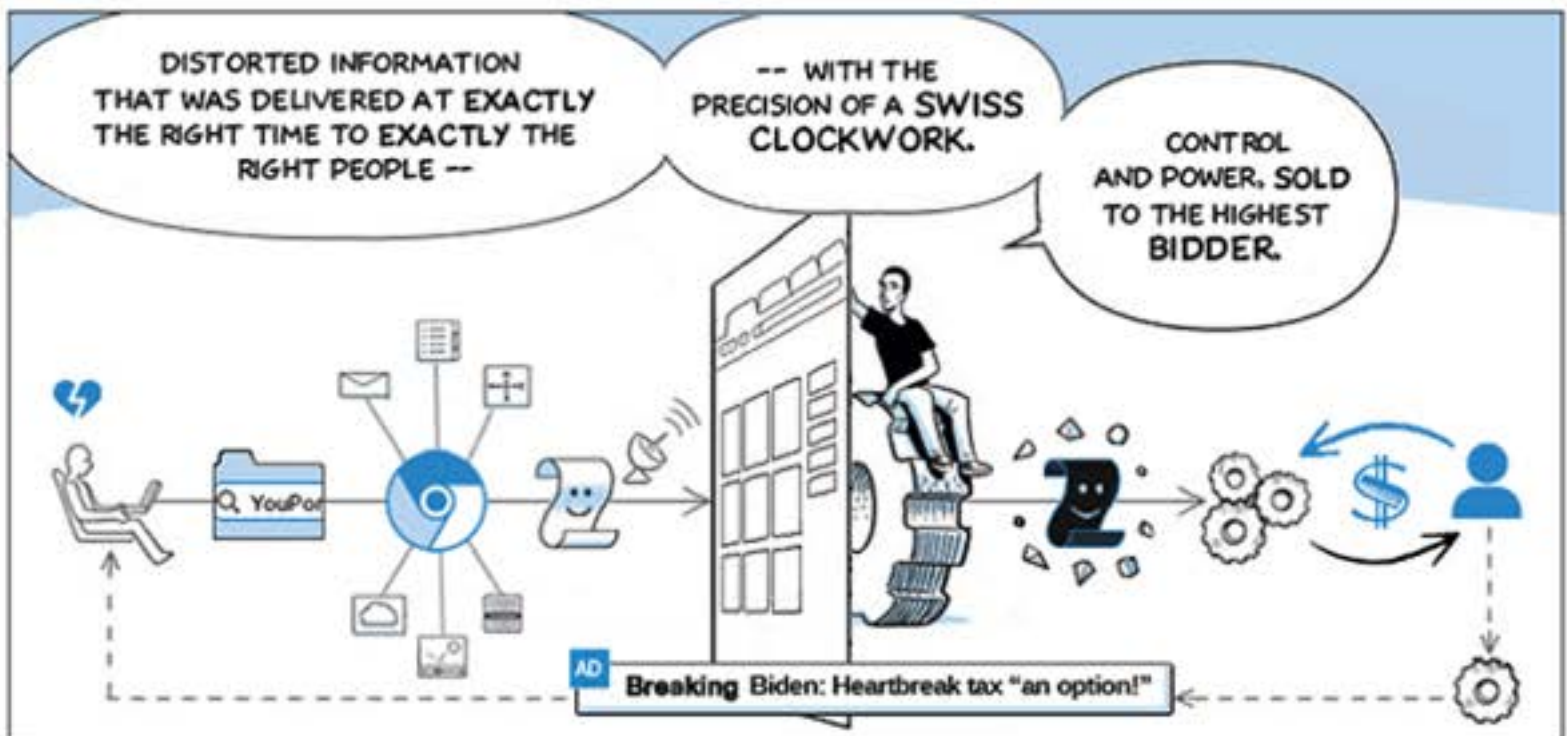 DISTORTED INFORMATION
THAT WAS DELIVERED AT EXACTLY
THE RIGHT TIME TO EXACTLY THE
RIGHT PEOPLE --
-- WITH THE
PRECISION OF A SWISS
CLOCKWORK.
CONTROL
AND POWER. SOLD
TO THE HIGHEST
BIDDER.
YouPor
$
AD
Breaking Biden: Heartbreak tax “an option!”